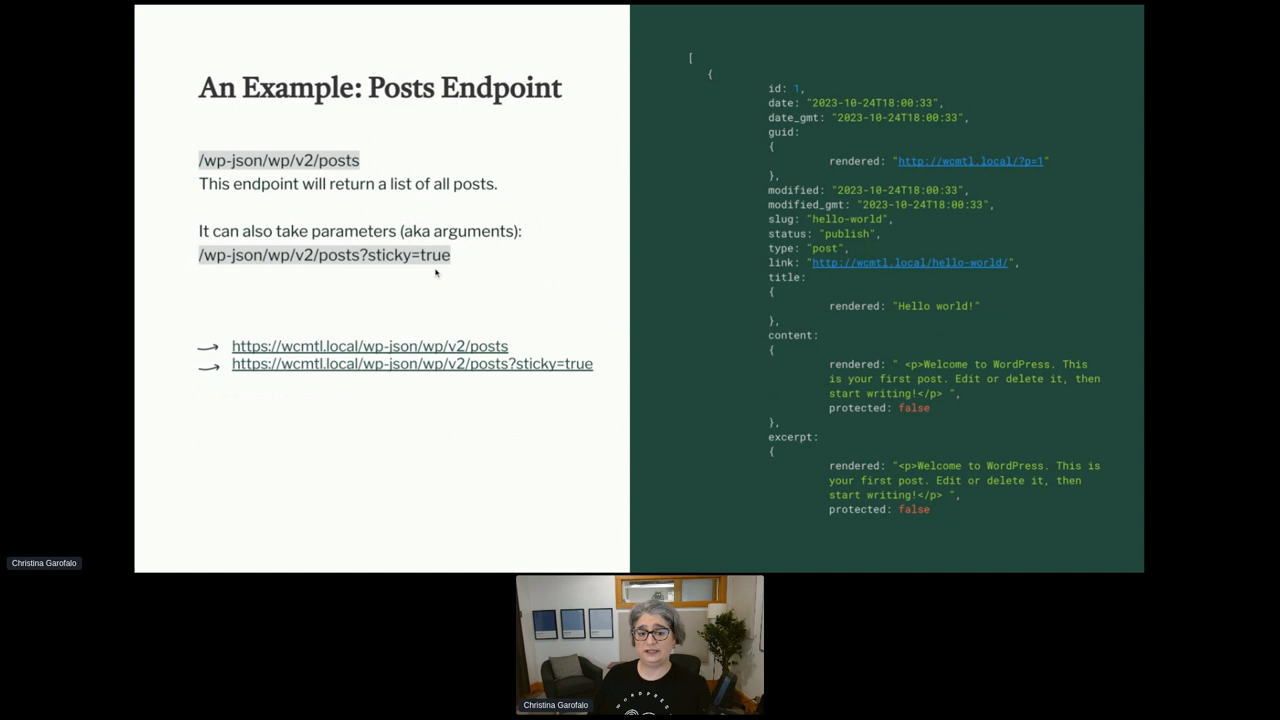 An Example: Posts Endpoint
/wp-json/wp/v2/posts
This endpoint will return a list of all posts.
It can also take parameters (aka arguments):
/wp-json/wp/v2/posts?sticky=true
https://wcmtl.local/wp-json/wp/v2/posts
https://wcmtl.local/wp-json/wp/v2/posts?sticky=true
[
{
id: 1,
date: "2023-10-24T18:00:33",
date_gmt: "2023-10-24T18:00:33",
guid:
{
rendered: "http://wcmtl.local/?p=1"
},
modified: "2023-10-24T18:00:33",
modified_gmt: "2023-10-24T18:00:33",
slug: "hello-world",
status: "publish",
type: "post",
link: "http://wcmtl.local/hello-world/",
title:
{
rendered: "Hello world!"
},
content:
{
rendered: " <p>Welcome to WordPress. This
is your first post. Edit or delete it, then
start writing!</p> ",
protected: false
},
excerpt:
{
rendered: "<p>Welcome to WordPress. This is
your first post. Edit or delete it, then
start writing!</p> ",
protected: false
Christina Garofalo
WORDPRESS
Christina Garofalo